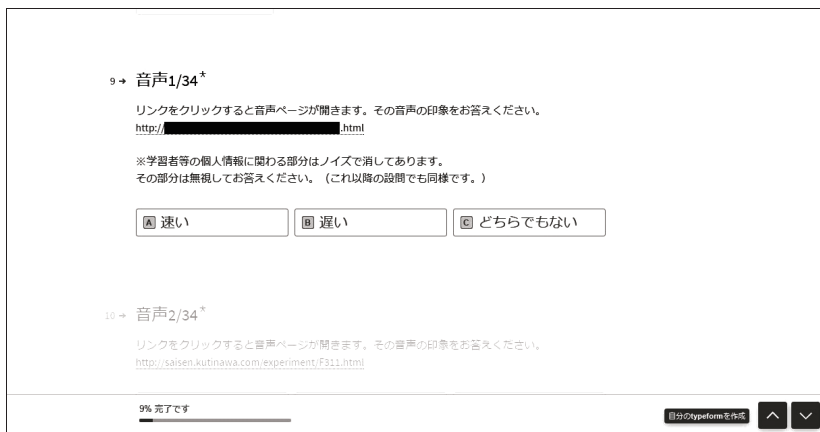 9→ 音声1/34*
リンクをクリックすると音声ページが開きます。その音声の印象をお答えください。
http:// .html
※学習者等の個人情報に関わる部分はノイズで消してあります。
その部分は無視してお答えください。（これ以降の設問でも同様です。）
A 速い B 遅い C どちらでもない
10→ 音声2/34*
リンクをクリックすると音声ページが開きます。その音声の印象をお答えください。
http://saisen.kutinawa.com/experiment/F311.html
9% 完了です 自分のtypeformを作成